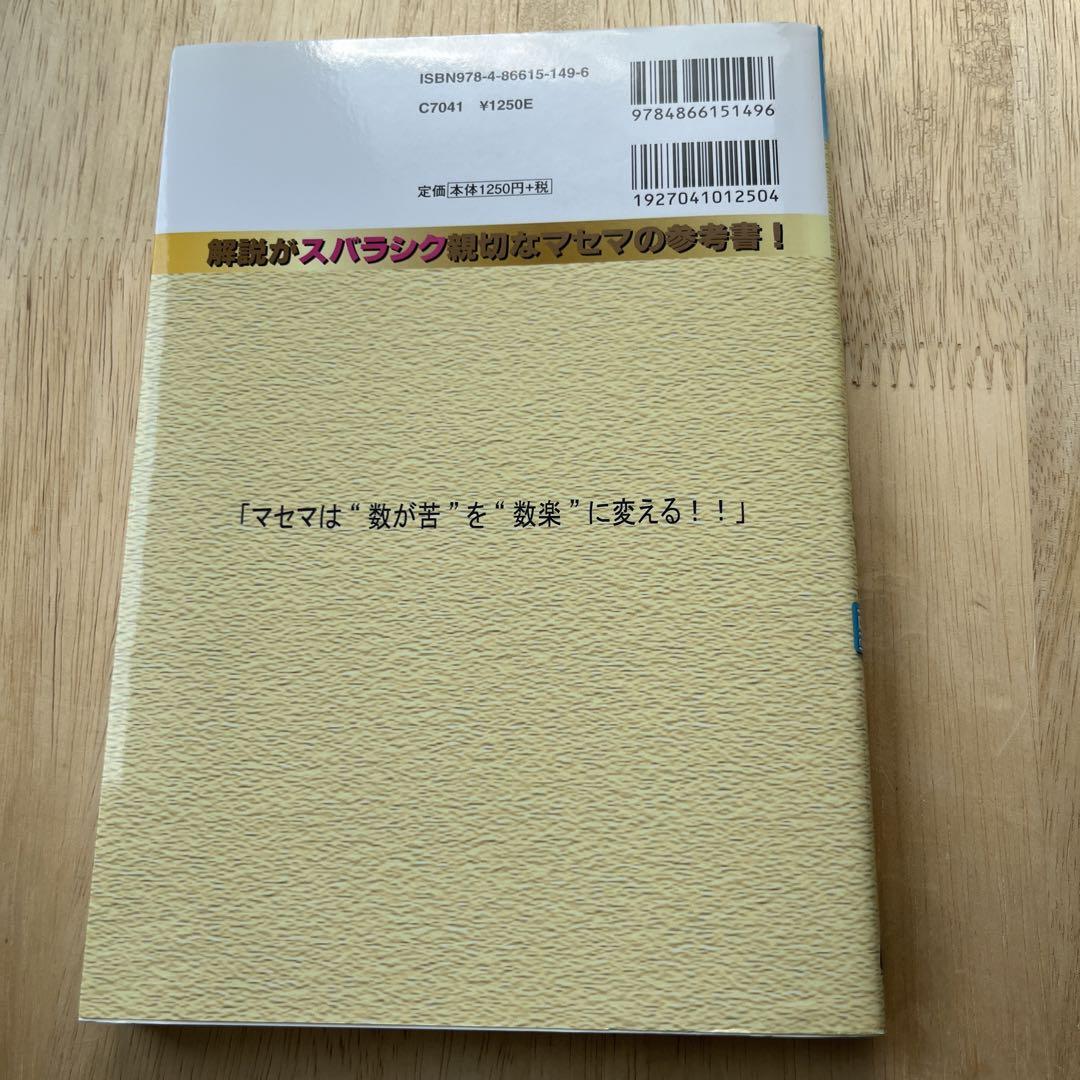 ISBN978-4-86615-149-6
C7041 ¥1250E
9784866151496
定価 本体1250円+税
1927041012504
解説がスバラシク親切なマセマの参考書！
「マセマは“数が苦”を“数楽”に変える！！」